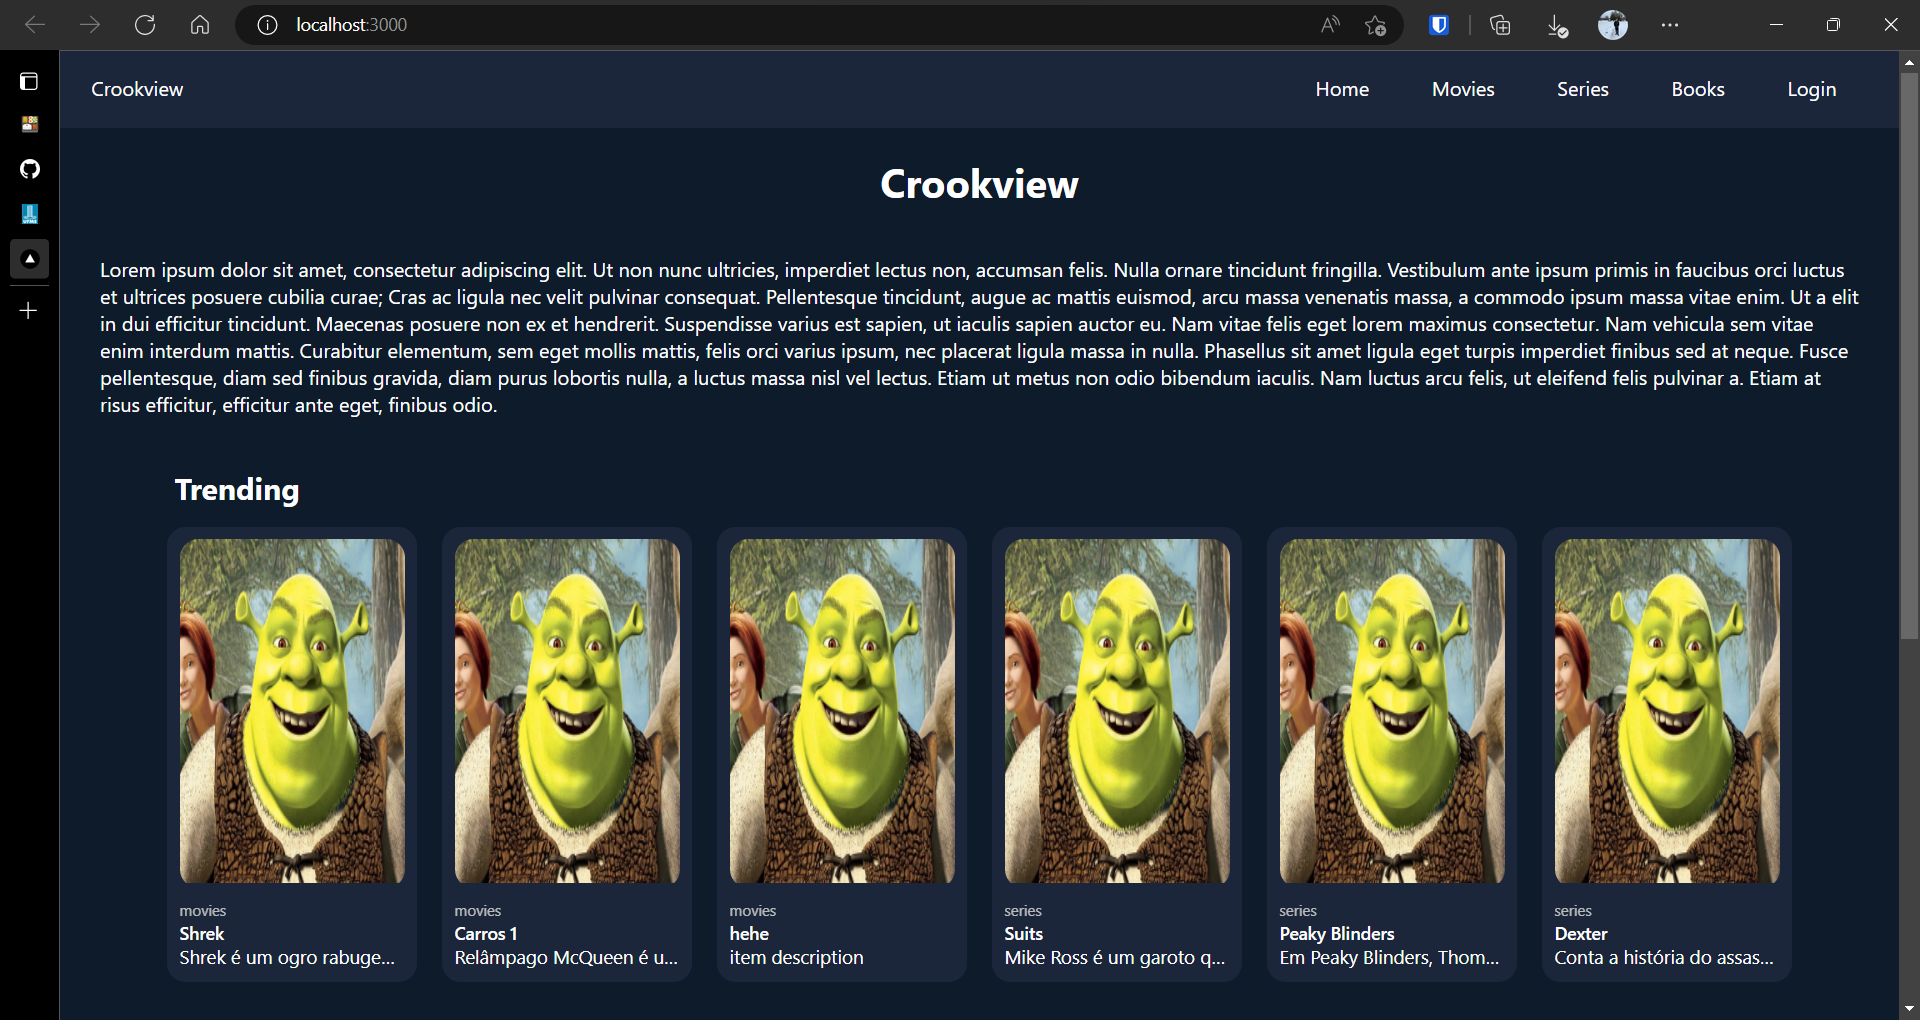 localhost:3000
Crookview
Home
Movies
Series
Books
Login
Crookview
Lorem ipsum dolor sit amet, consectetur adipiscing elit. Ut non nunc ultricies, imperdiet lectus non, accumsan felis. Nulla ornare tincidunt fringilla. Vestibulum ante ipsum primis in faucibus orci luctus
et ultrices posuere cubilia curae; Cras ac ligula nec velit pulvinar consequat. Pellentesque tincidunt, augue ac mattis euismod, arcu massa venenatis massa, a commodo ipsum massa vitae enim. Ut a elit
in dui efficitur tincidunt. Maecenas posuere non ex et hendrerit. Suspendisse varius est sapien, ut iaculis sapien auctor eu. Nam vitae felis eget lorem maximus consectetur. Nam vehicula sem vitae
enim interdum mattis. Curabitur elementum, sem eget mollis mattis, felis orci varius ipsum, nec placerat ligula massa in nulla. Phasellus sit amet ligula eget turpis imperdiet finibus sed at neque. Fusce
pellentesque, diam sed finibus gravida, diam purus lobortis nulla, a luctus massa nisl vel lectus. Etiam ut metus non odio bibendum iaculis. Nam luctus arcu felis, ut eleifend felis pulvinar a. Etiam at
risus efficitur, efficitur ante eget, finibus odio.
Trending
movies
Shrek
Shrek é um ogro rabuge...
movies
Carros 1
Relâmpago McQueen é u...
movies
hehe
item description
series
Suits
Mike Ross é um garoto q...
series
Peaky Blinders
Em Peaky Blinders, Thom...
series
Dexter
Conta a história do assas...